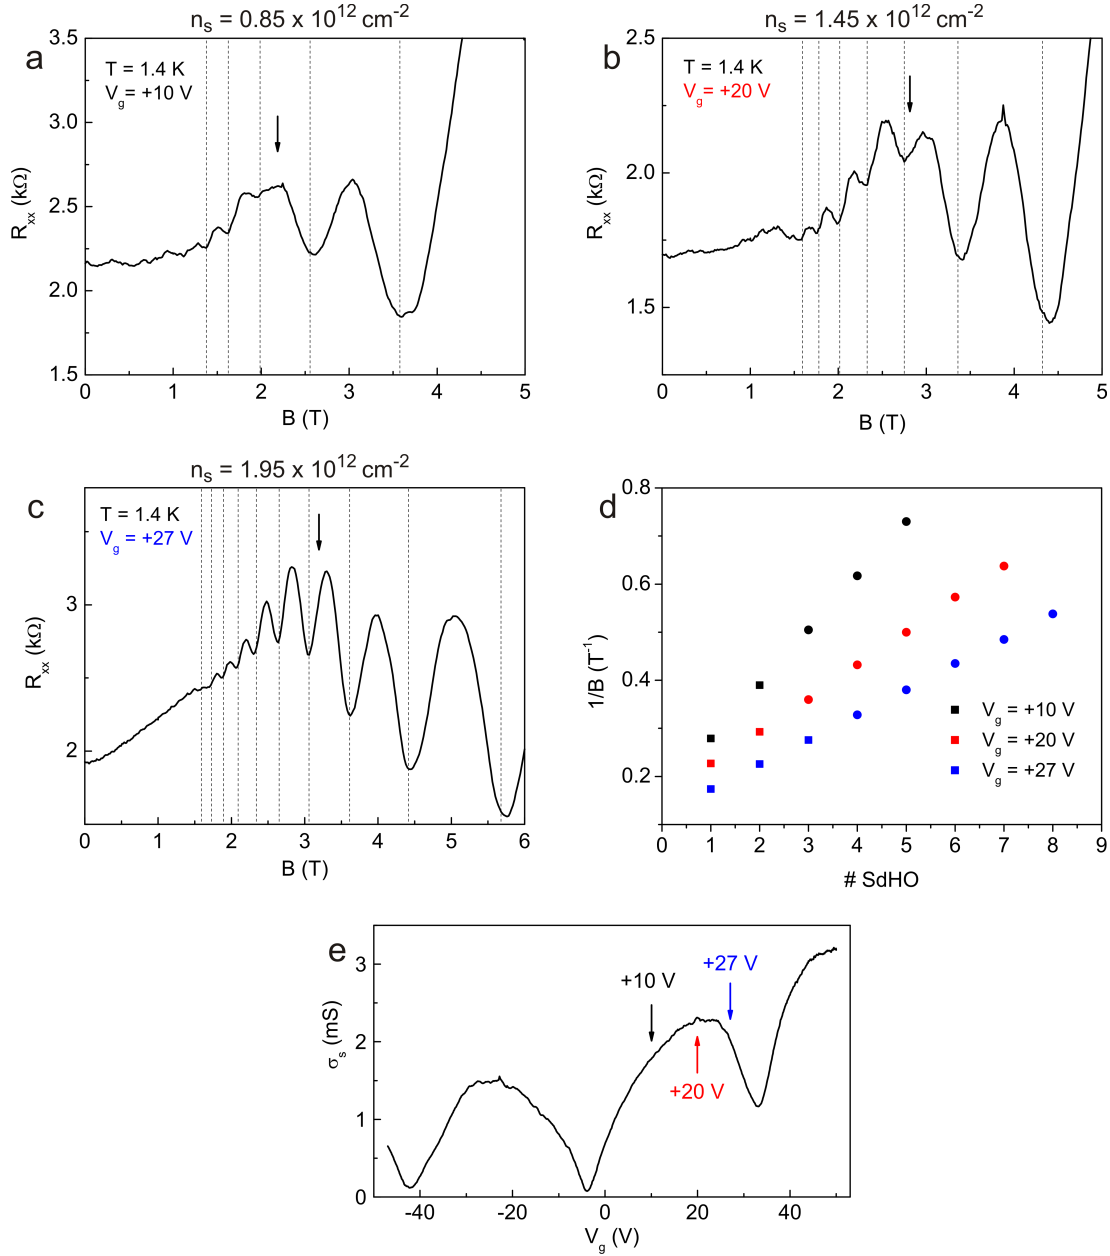 n_s = 0.85 x 10^12 cm^-2
a
T = 1.4 K
V_g = +10 V
3.5
3.0
2.5
2.0
1.5
R_xx (kΩ)
0 1 2 3 4 5
B (T)
n_s = 1.45 x 10^12 cm^-2
b
T = 1.4 K
V_g = +20 V
2.5
2.0
1.5
R_xx (kΩ)
0 1 2 3 4 5
B (T)
n_s = 1.95 x 10^12 cm^-2
c
T = 1.4 K
V_g = +27 V
3
2
R_xx (kΩ)
0 1 2 3 4 5 6
B (T)
d
0.8
0.6
0.4
0.2
1/B (T^-1)
V_g = +10 V
V_g = +20 V
V_g = +27 V
0 1 2 3 4 5 6 7 8 9
# SdHO
e
3
2
1
0
σ_s (mS)
+10 V
+27 V
+20 V
-40 -20 0 20 40
V_g (V)